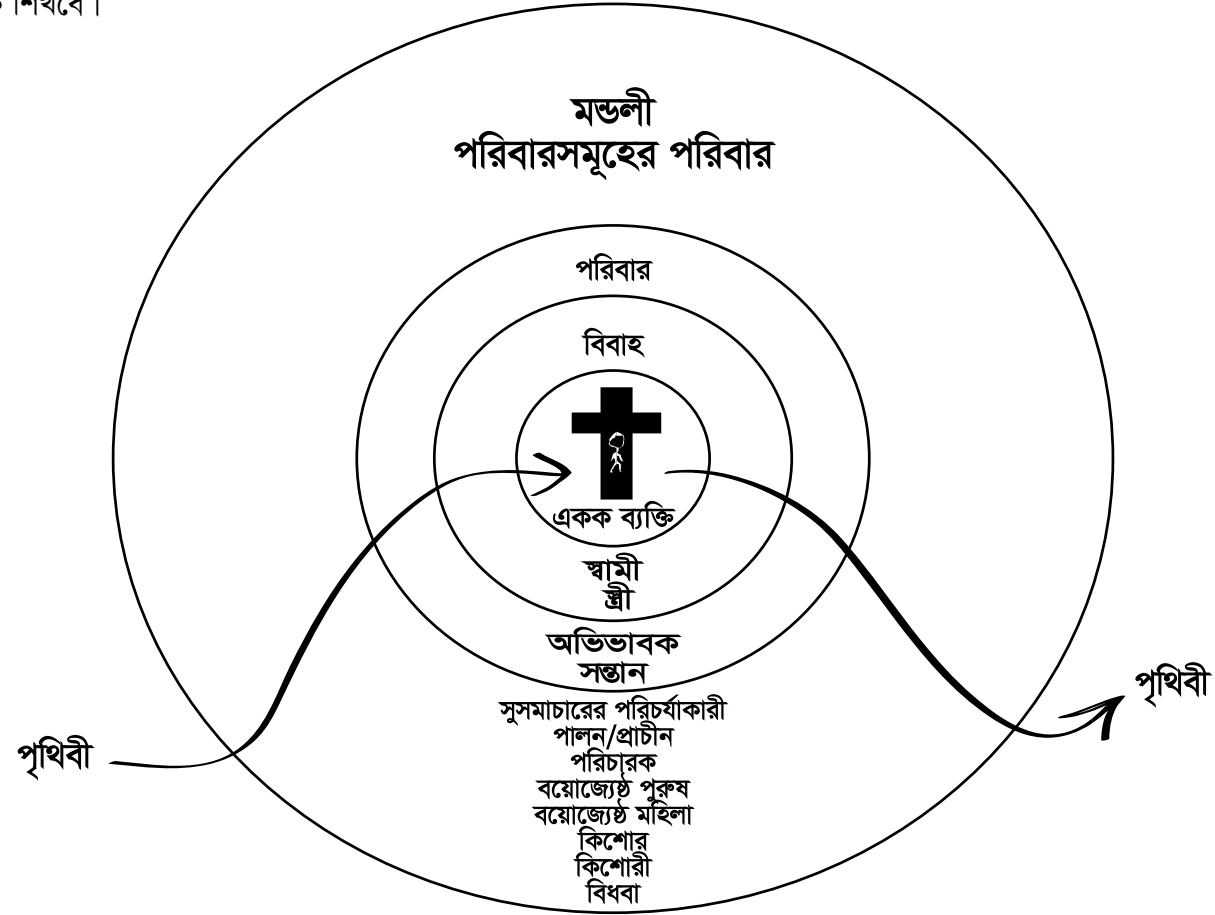 শিখবে।
মন্ডলী
পরিবারসমূহের পরিবার
পরিবার
বিবাহ
একক ব্যক্তি
স্বামী
স্ত্রী
অভিভাবক
সন্তান
সুসমাচারের পরিচর্যাকারী
পালন/প্রাচীন
পরিচারক
বয়োজ্যেষ্ঠ পুরুষ
বয়োজ্যেষ্ঠ মহিলা
কিশোর
কিশোরী
বিধবা
পৃথিবী
পৃথিবী